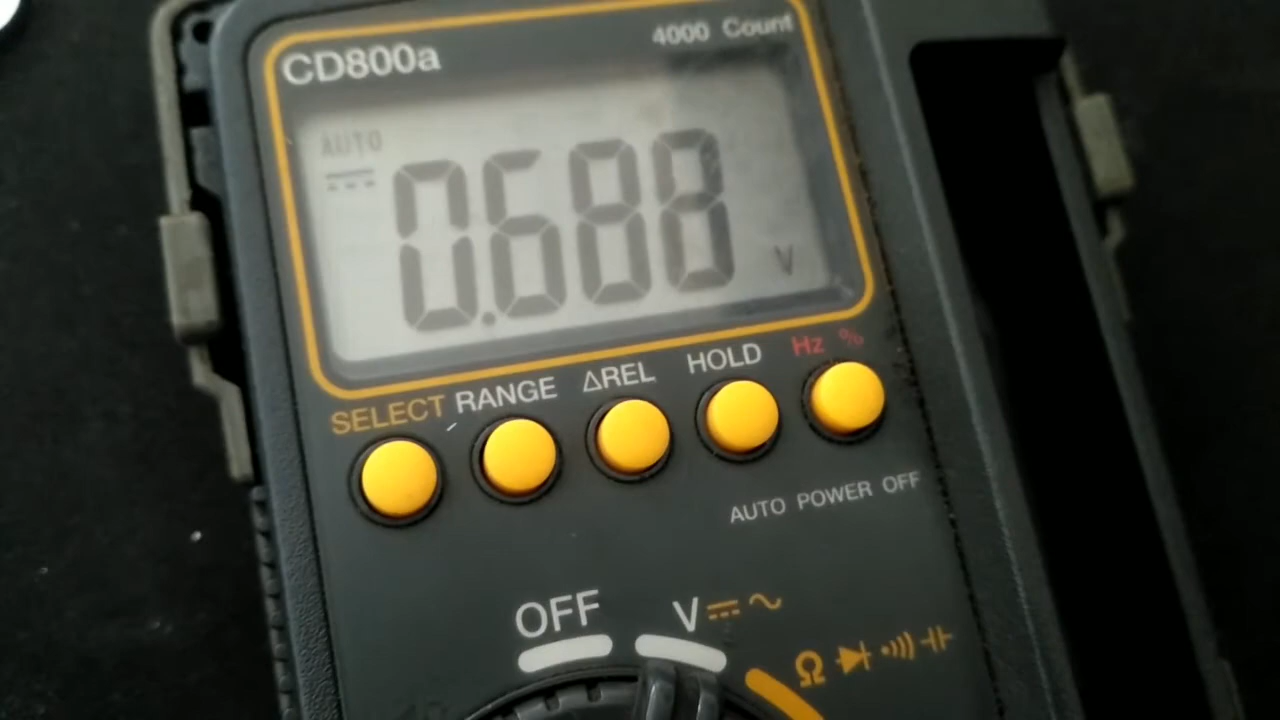 CD800a
4000 Count
AUTO
0.688 V
SELECT RANGE ΔREL HOLD Hz %
AUTO POWER OFF
OFF V
Ω